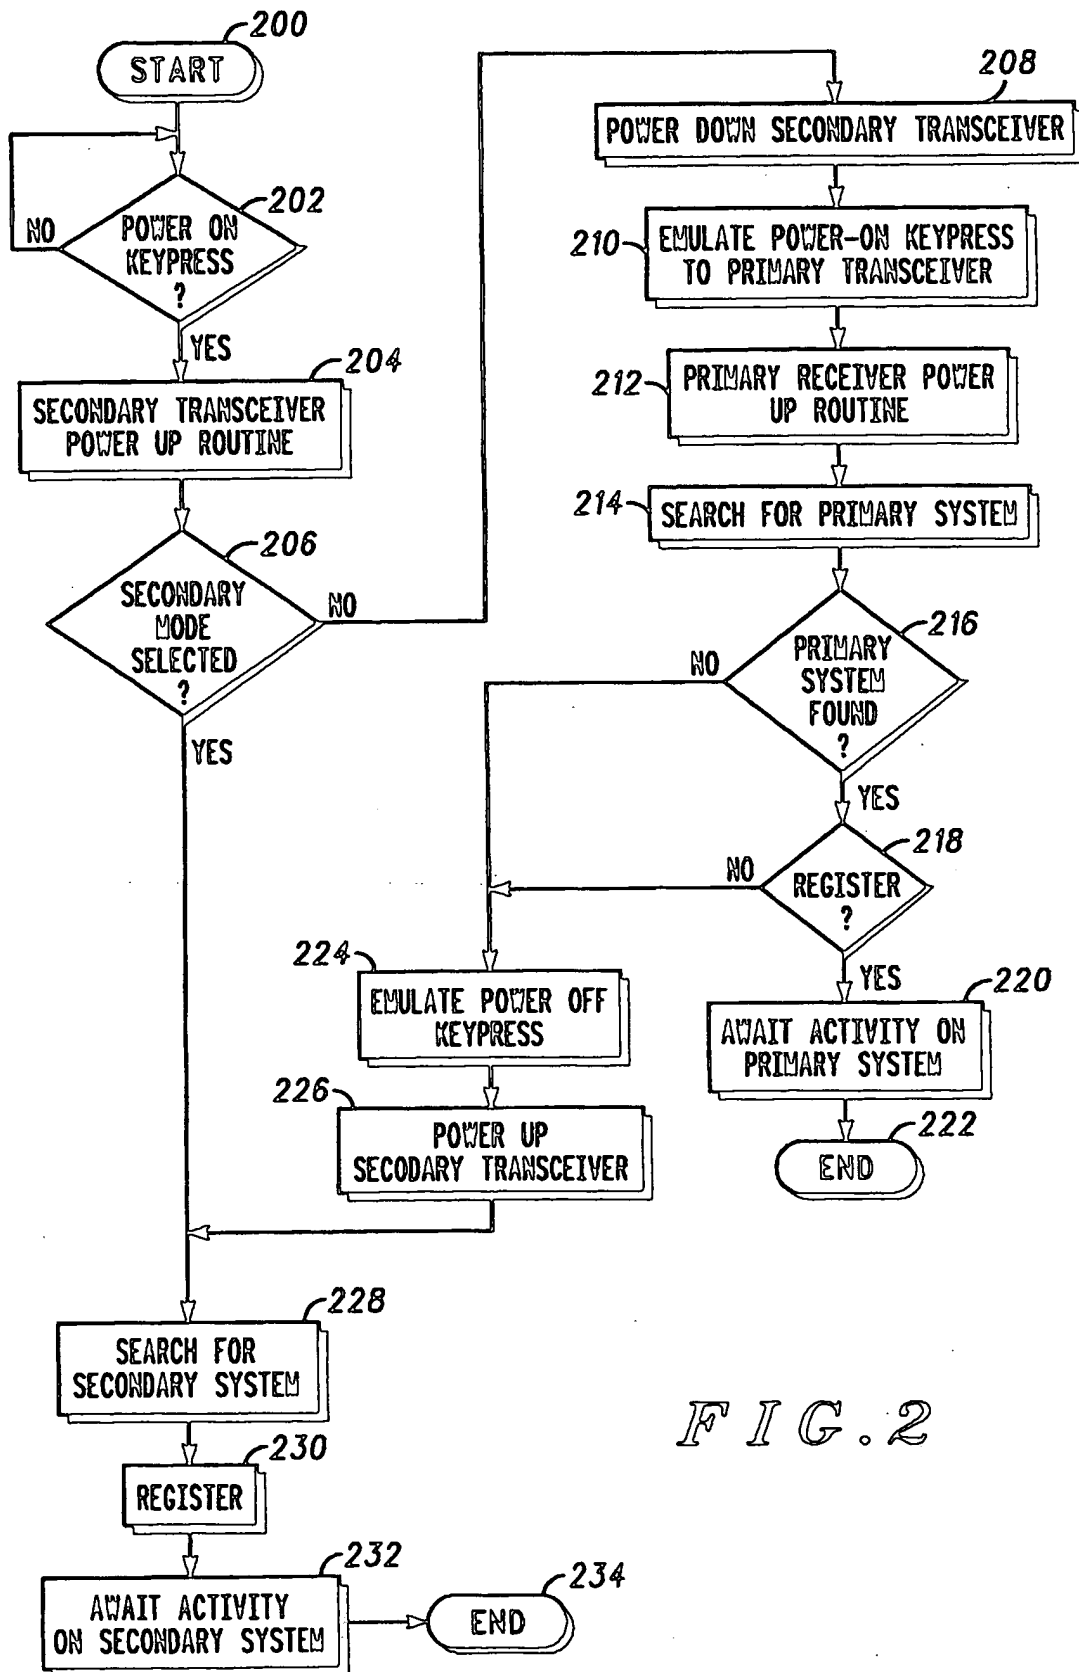 200
START
202
POWER ON
KEYPRESS
?
NO
YES
204
SECONDARY TRANSCEIVER
POWER UP ROUTINE
206
SECONDARY
MODE
SELECTED
?
NO
YES
208
POWER DOWN SECONDARY TRANSCEIVER
210
EMULATE POWER-ON KEYPRESS
TO PRIMARY TRANSCEIVER
212
PRIMARY RECEIVER POWER
UP ROUTINE
214
SEARCH FOR PRIMARY SYSTEM
216
PRIMARY
SYSTEM
FOUND
?
NO
YES
218
REGISTER
?
NO
YES
220
AWAIT ACTIVITY ON
PRIMARY SYSTEM
222
END
224
EMULATE POWER OFF
KEYPRESS
226
POWER UP
SECODARY TRANSCEIVER
228
SEARCH FOR
SECONDARY SYSTEM
230
REGISTER
232
AWAIT ACTIVITY
ON SECONDARY SYSTEM
234
END
FIG.2